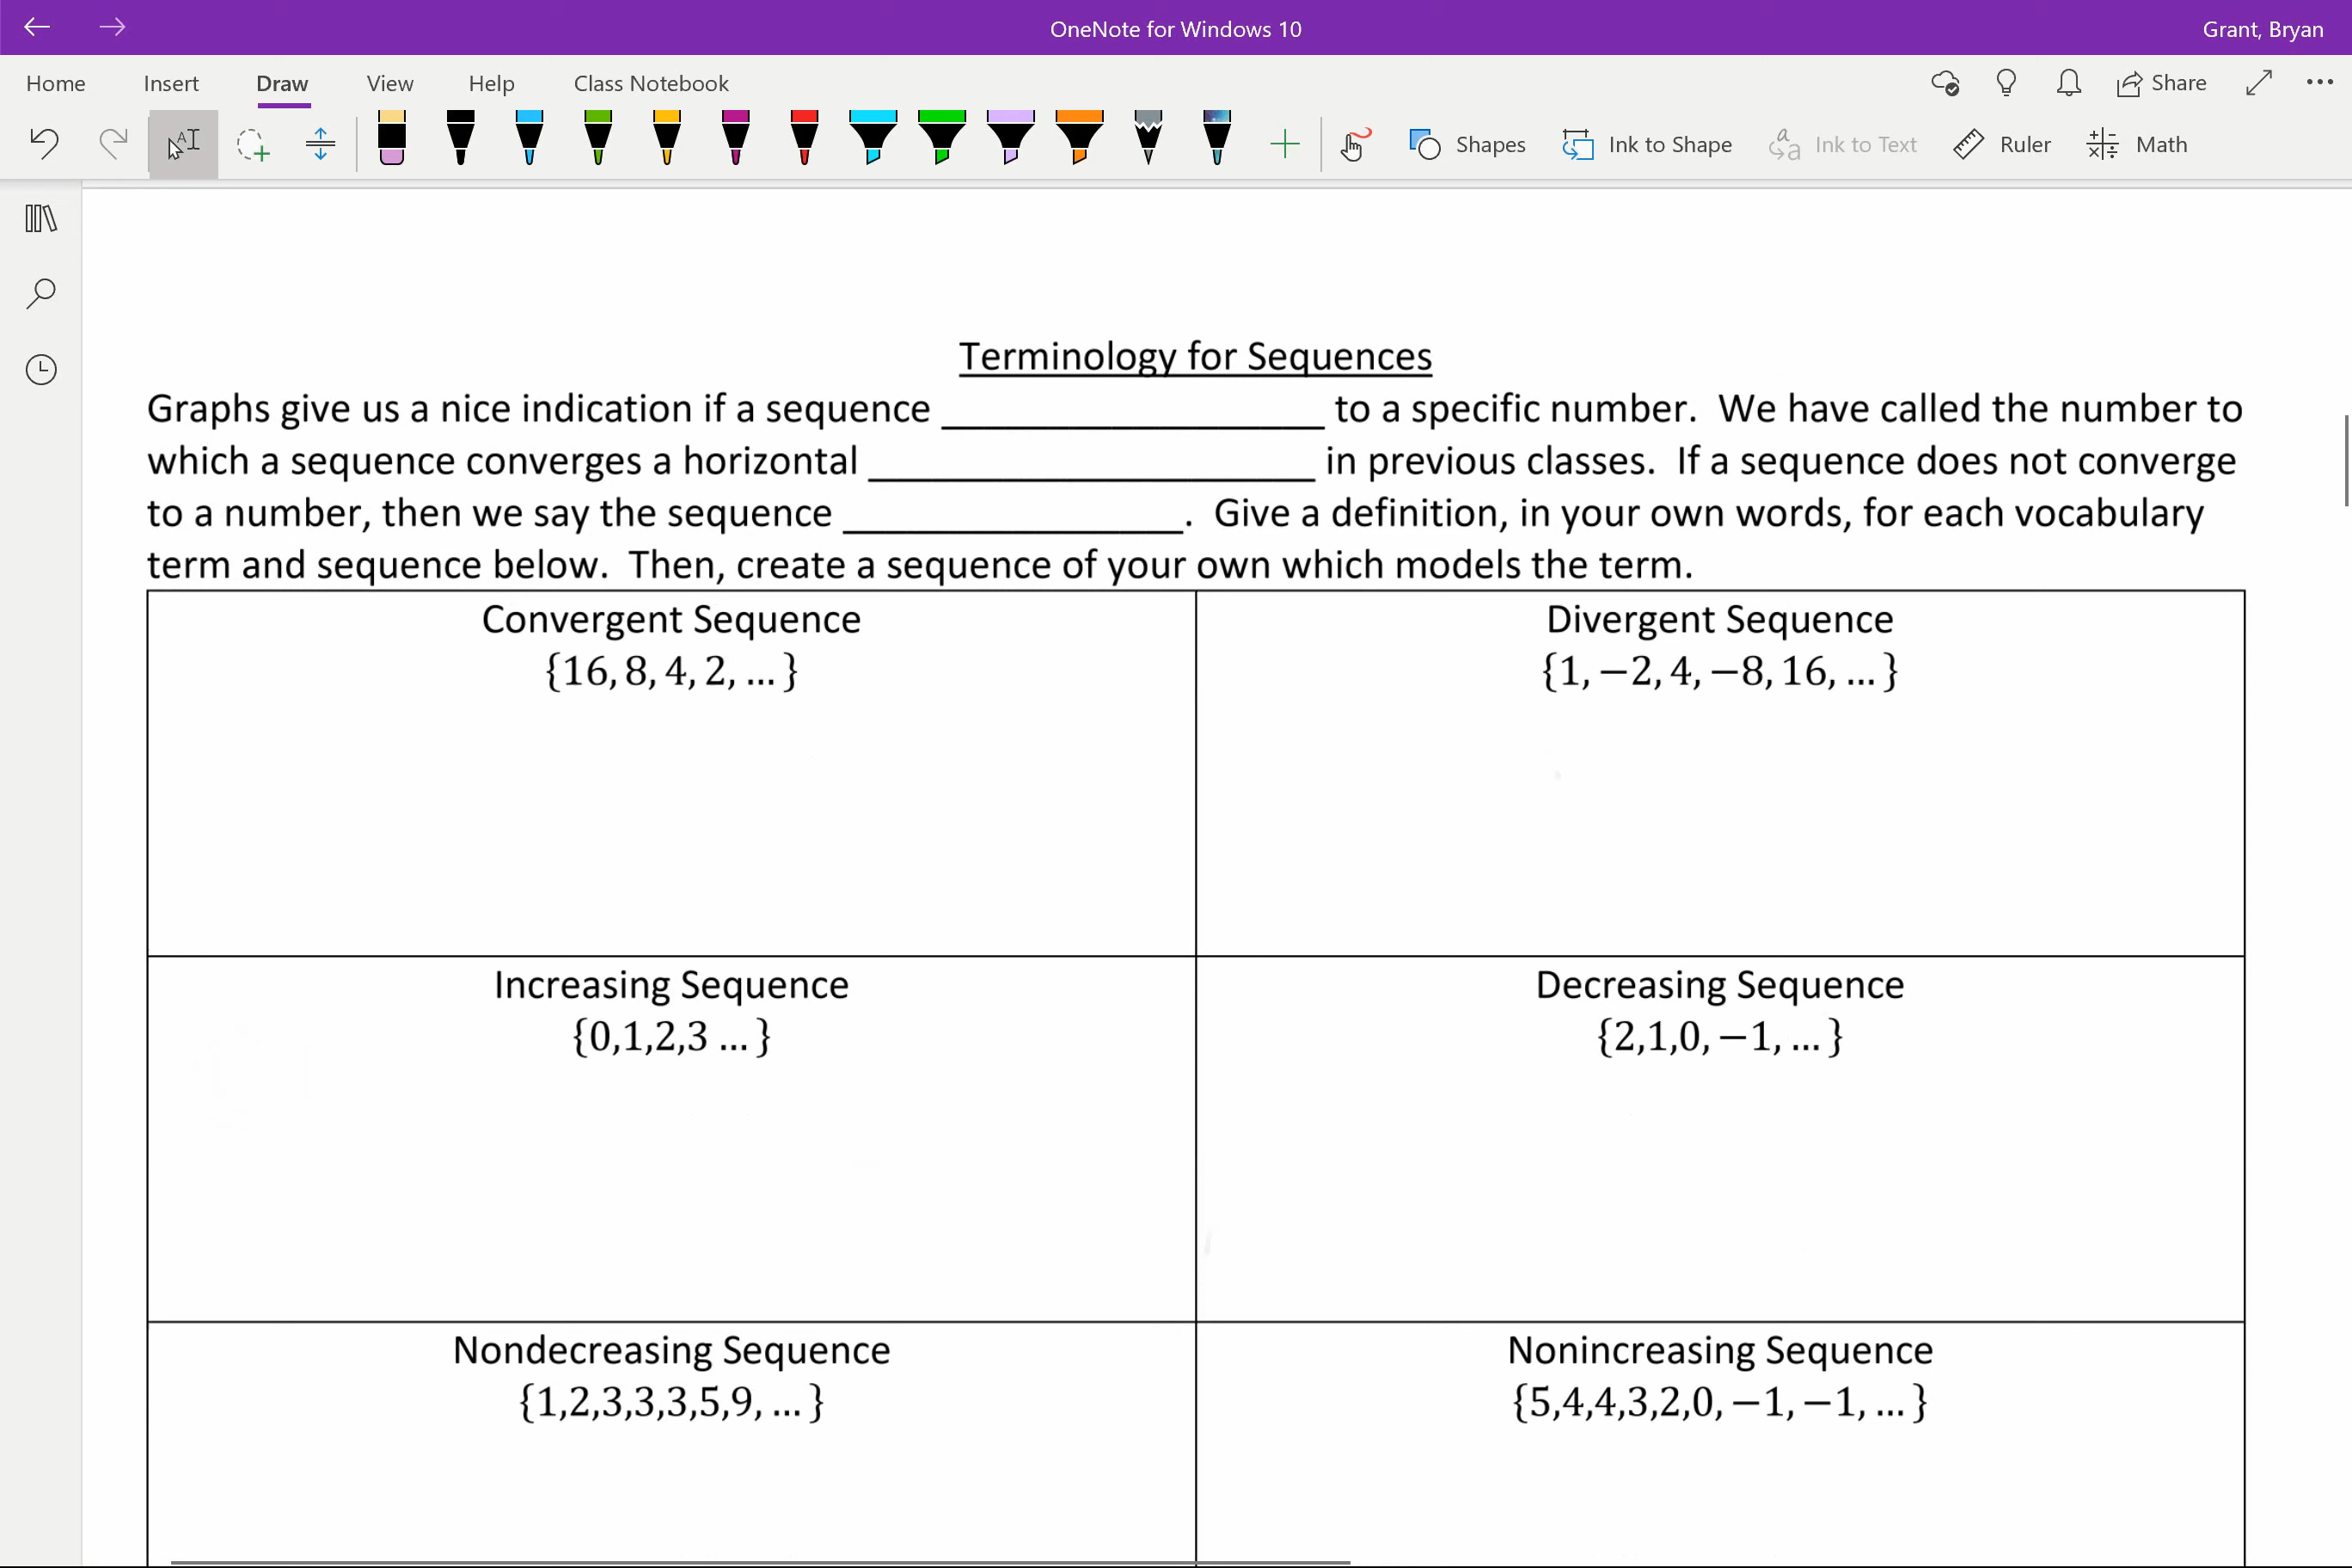 OneNote for Windows 10
Grant, Bryan
Home Insert Draw View Help Class Notebook Share
Shapes Ink to Shape Ink to Text Ruler Math
Terminology for Sequences
Graphs give us a nice indication if a sequence __________________ to a specific number. We have called the number to
which a sequence converges a horizontal _____________________ in previous classes. If a sequence does not converge
to a number, then we say the sequence ________________. Give a definition, in your own words, for each vocabulary
term and sequence below. Then, create a sequence of your own which models the term.
Convergent Sequence
{16, 8, 4, 2, ... }
Divergent Sequence
{1, −2, 4, −8, 16, ... }
Increasing Sequence
{0,1,2,3 ... }
Decreasing Sequence
{2,1,0, −1, ... }
Nondecreasing Sequence
{1,2,3,3,3,5,9, ... }
Nonincreasing Sequence
{5,4,4,3,2,0, −1, −1, ... }